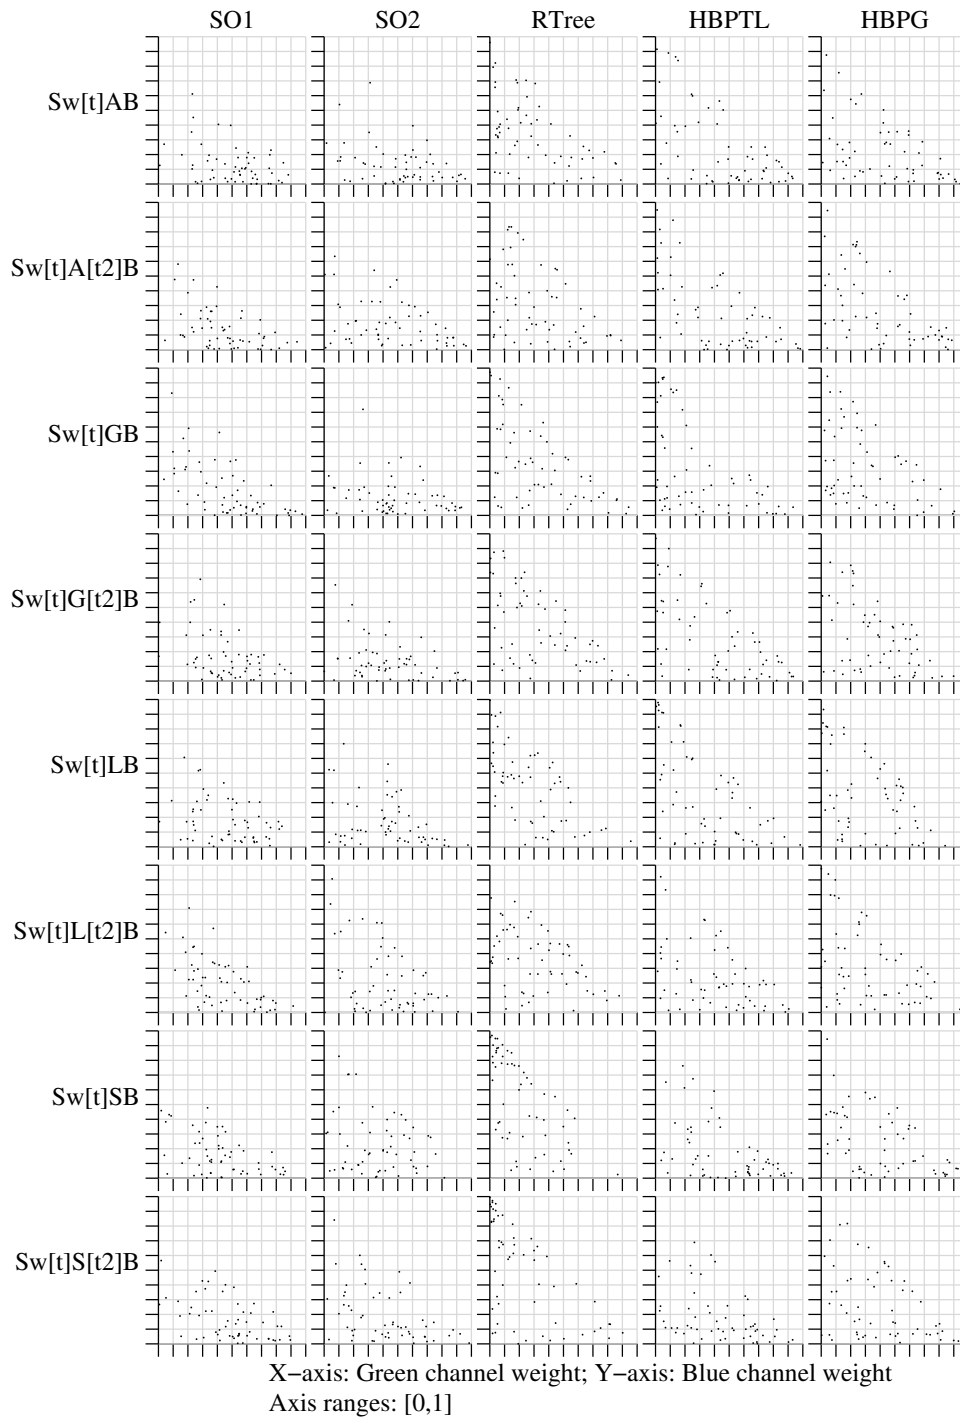 SO1 SO2 RTree HBPTL HBPG
Sw[t]AB
Sw[t]A[t2]B
Sw[t]GB
Sw[t]G[t2]B
Sw[t]LB
Sw[t]L[t2]B
Sw[t]SB
Sw[t]S[t2]B
X−axis: Green channel weight; Y−axis: Blue channel weight
Axis ranges: [0,1]